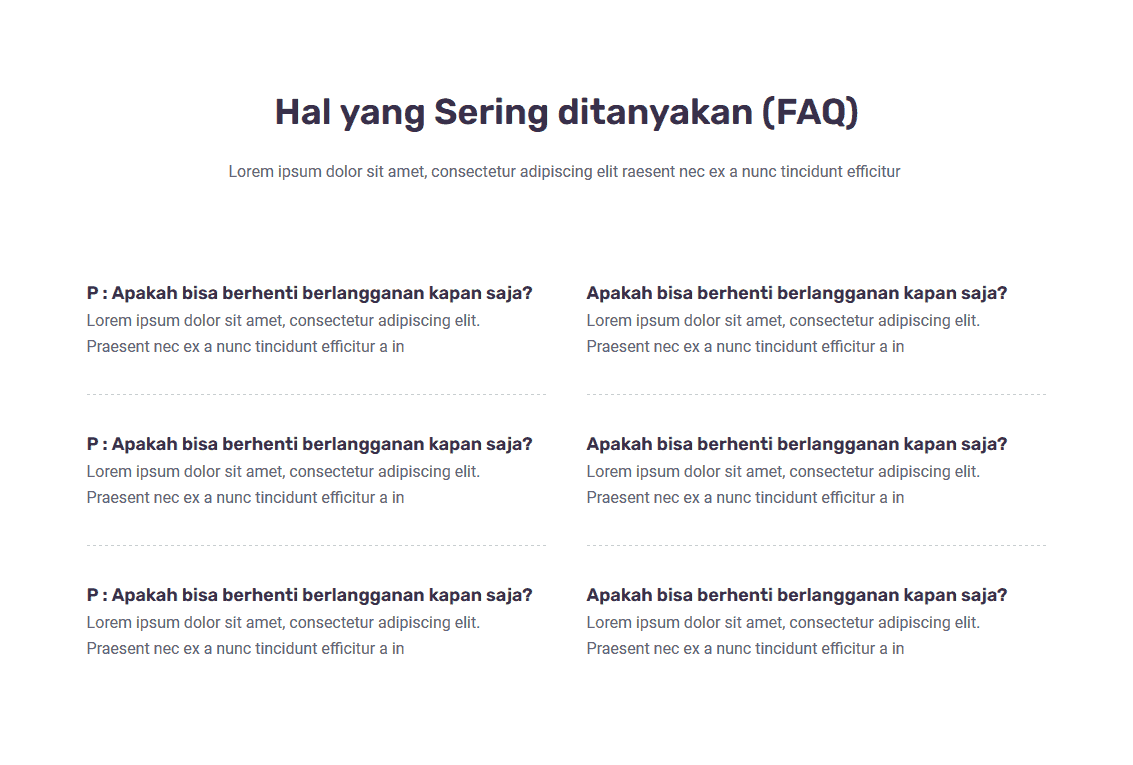 Hal yang Sering ditanyakan (FAQ)
Lorem ipsum dolor sit amet, consectetur adipiscing elit raesent nec ex a nunc tincidunt efficitur
P : Apakah bisa berhenti berlangganan kapan saja?
Lorem ipsum dolor sit amet, consectetur adipiscing elit.
Praesent nec ex a nunc tincidunt efficitur a in
P : Apakah bisa berhenti berlangganan kapan saja?
Lorem ipsum dolor sit amet, consectetur adipiscing elit.
Praesent nec ex a nunc tincidunt efficitur a in
P : Apakah bisa berhenti berlangganan kapan saja?
Lorem ipsum dolor sit amet, consectetur adipiscing elit.
Praesent nec ex a nunc tincidunt efficitur a in
Apakah bisa berhenti berlangganan kapan saja?
Lorem ipsum dolor sit amet, consectetur adipiscing elit.
Praesent nec ex a nunc tincidunt efficitur a in
Apakah bisa berhenti berlangganan kapan saja?
Lorem ipsum dolor sit amet, consectetur adipiscing elit.
Praesent nec ex a nunc tincidunt efficitur a in
Apakah bisa berhenti berlangganan kapan saja?
Lorem ipsum dolor sit amet, consectetur adipiscing elit.
Praesent nec ex a nunc tincidunt efficitur a in